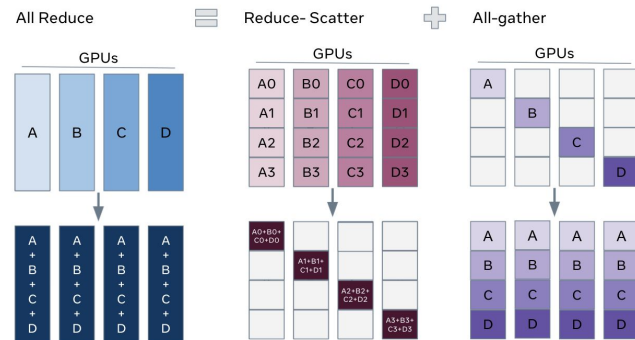 All Reduce
Reduce- Scatter
All-gather
GPUs
A B C D
A A A A
+ + + +
B B B B
+ + + +
C C C C
+ + + +
D D D D
GPUs
A0 B0 C0 D0
A1 B1 C1 D1
A2 B2 C2 D2
A3 B3 C3 D3
A0+B0+
C0+D0
A1+B1+
C1+D1
A2+B2+
C2+D2
A3+B3+
C3+D3
GPUs
A
B
C
D
A A A A
B B B B
C C C C
D D D D